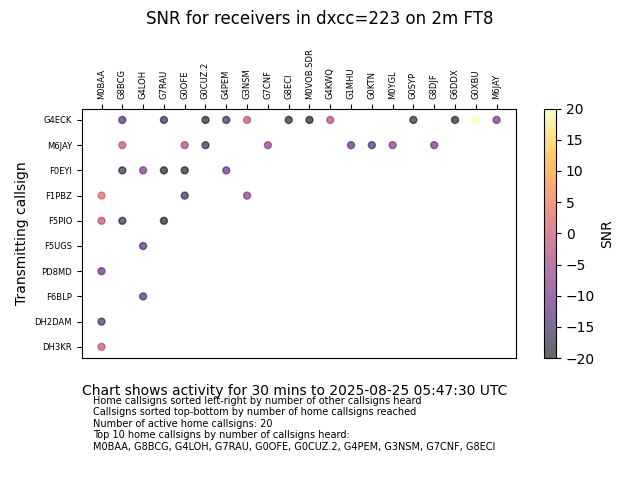 SNR for receivers in dxcc=223 on 2m FT8
M0BAA G8BCG G4LOH G7RAU G0OFE G0CUZ.2 G4PEM G3NSM G7CNF G8ECI M0VOB.SDR G4KWQ G1MHU G0KTN M0YGL G0SYP G8DJF G6DDX G0XBU M6JAY
Transmitting callsign
G4ECK
M6JAY
F0EYI
F1PBZ
F5PIO
F5UGS
PD8MD
F6BLP
DH2DAM
DH3KR
20
15
10
5
0
−5
−10
−15
−20
SNR
Chart shows activity for 30 mins to 2025-08-25 05:47:30 UTC
Home callsigns sorted left-right by number of other callsigns heard
Callsigns sorted top-bottom by number of home callsigns reached
Number of active home callsigns: 20
Top 10 home callsigns by number of callsigns heard:
M0BAA, G8BCG, G4LOH, G7RAU, G0OFE, G0CUZ.2, G4PEM, G3NSM, G7CNF, G8ECI